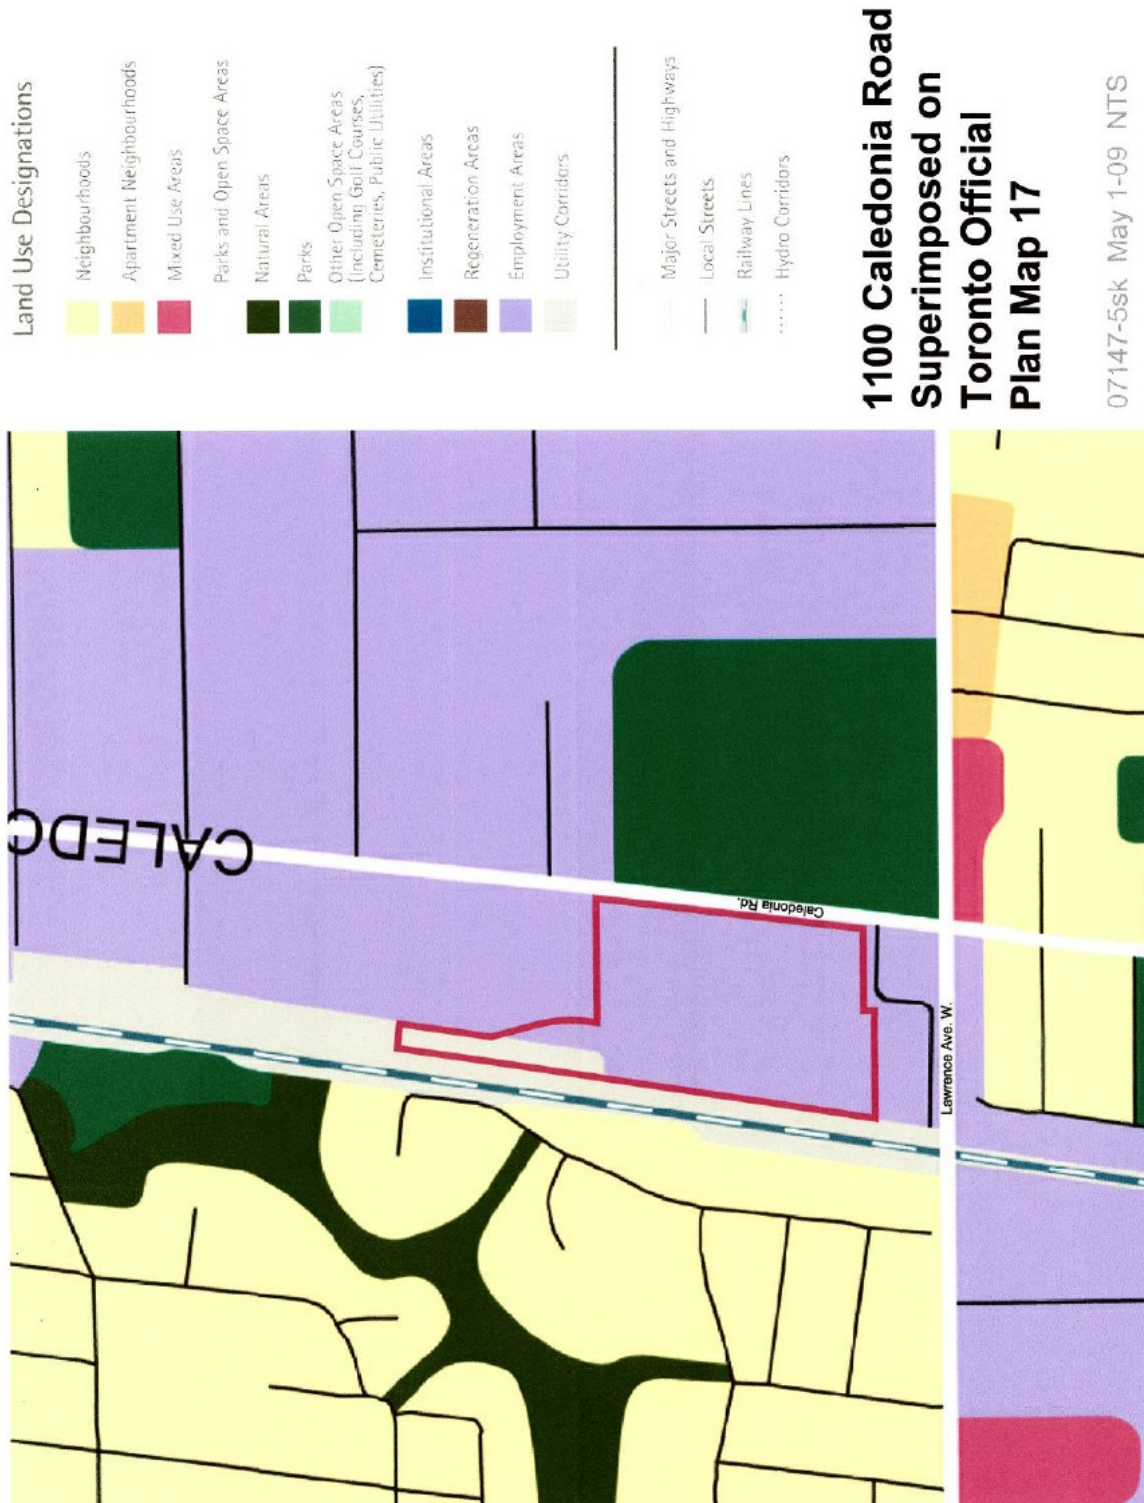 Land Use Designations
Neighbourhoods
Apartment Neighbourhoods
Mixed Use Areas
Parks and Open Space Areas
Natural Areas
Parks
Other Open Space Areas
(Including Golf Courses,
Cemeteries, Public Utilities)
Institutional Areas
Regeneration Areas
Employment Areas
Utility Corridors
Major Streets and Highways
Local Streets
Railway Lines
Hydro Corridors
1100 Caledonia Road
Superimposed on
Toronto Official
Plan Map 17
07147-5sk May 1-09 NTS
CALEDO
Caledonia Rd.
Lawrence Ave. W.